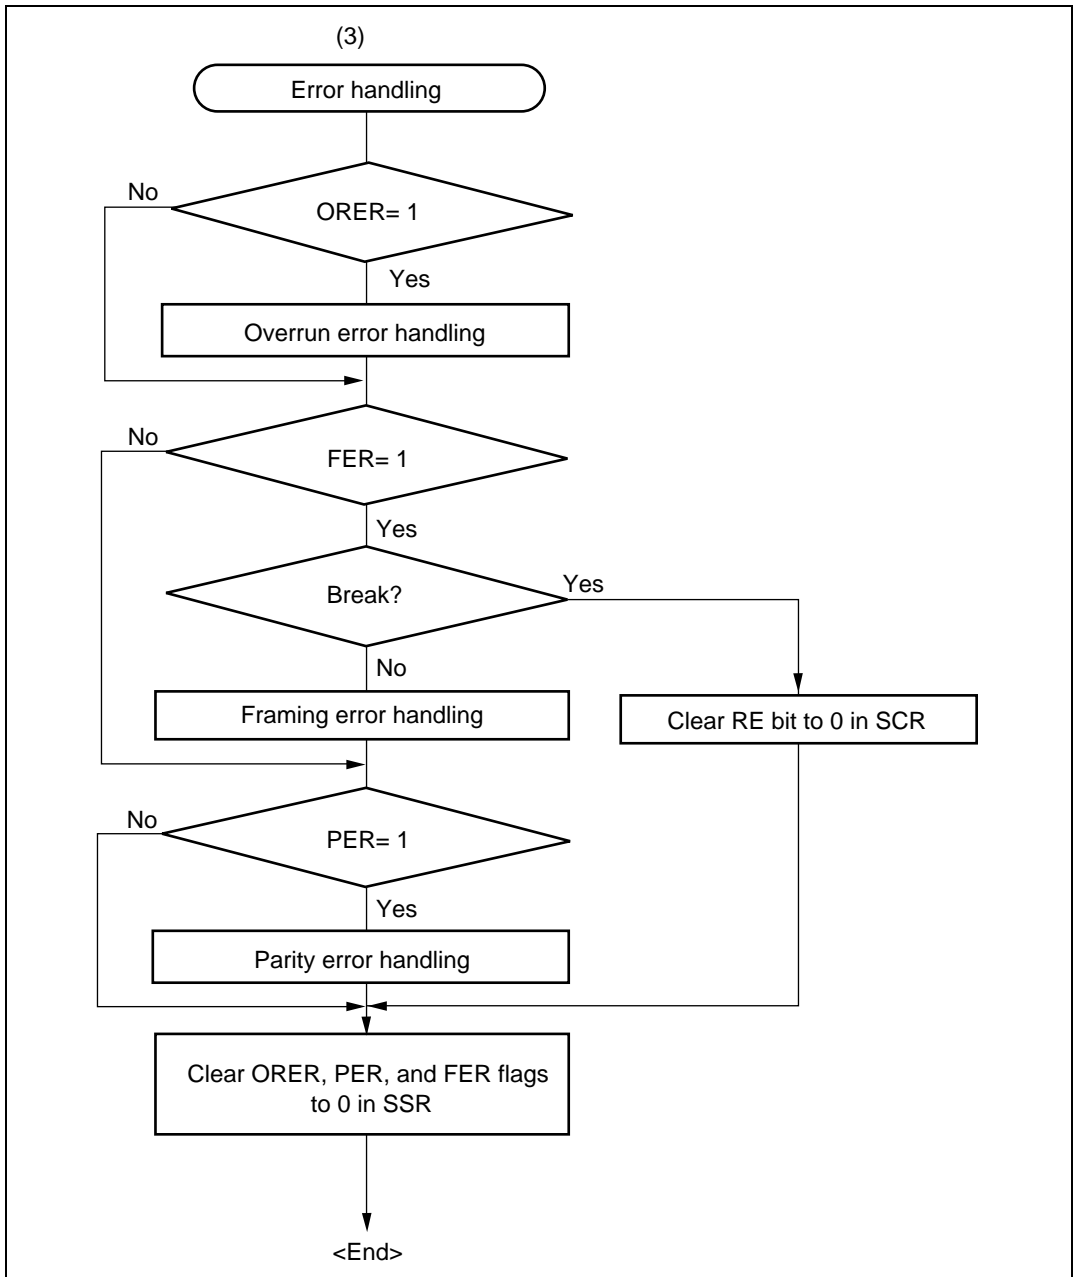 (3)
Error handling
No
ORER= 1
Yes
Overrun error handling
No
FER= 1
Yes
Break?
Yes
No
Framing error handling
Clear RE bit to 0 in SCR
No
PER= 1
Yes
Parity error handling
Clear ORER, PER, and FER flags
to 0 in SSR
<End>